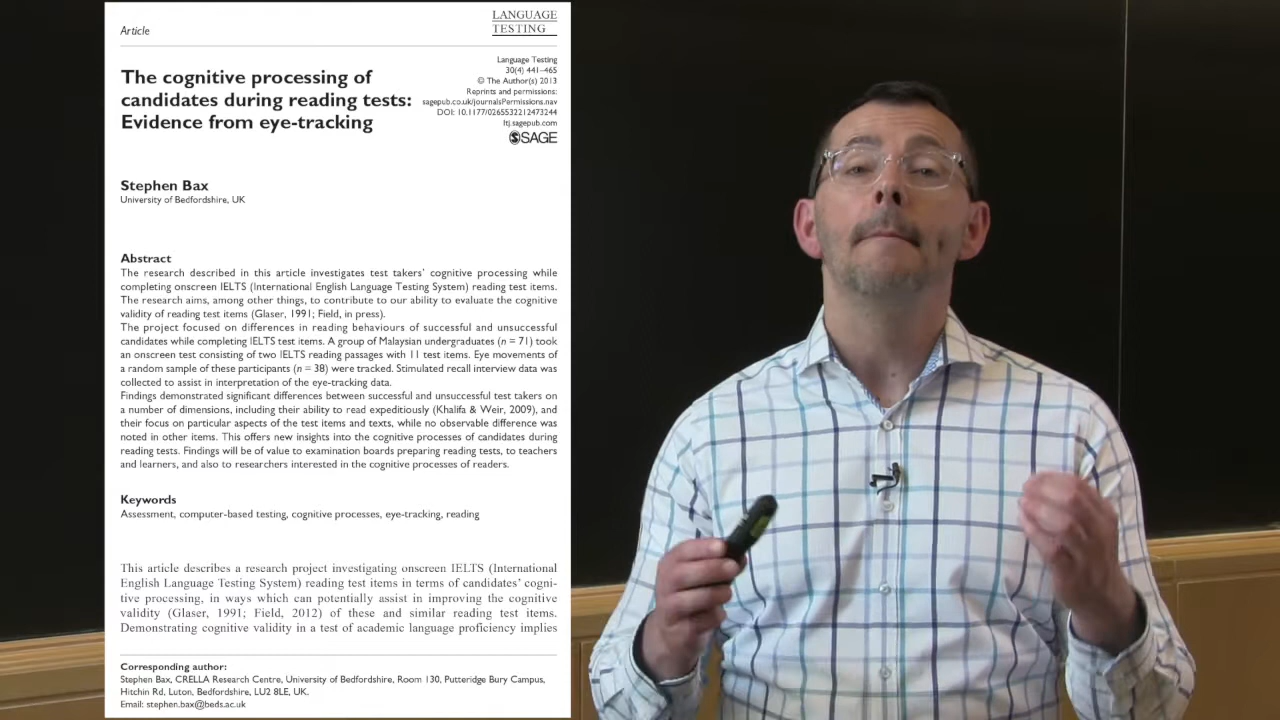 Article
LANGUAGE
TESTING
The cognitive processing of
candidates during reading tests:
Evidence from eye-tracking
Language Testing
30(4) 441–465
© The Author(s) 2013
Reprints and permissions:
sagepub.co.uk/journalsPermissions.nav
DOI: 10.1177/0265532212473244
ltj.sagepub.com
SAGE
Stephen Bax
University of Bedfordshire, UK
Abstract
The research described in this article investigates test takers' cognitive processing while
completing onscreen IELTS (International English Language Testing System) reading test items.
The research aims, among other things, to contribute to our ability to evaluate the cognitive
validity of reading test items (Glaser, 1991; Field, in press).
The project focused on differences in reading behaviours of successful and unsuccessful
candidates while completing IELTS test items. A group of Malaysian undergraduates (n = 71) took
an onscreen test consisting of two IELTS reading passages with 11 test items. Eye movements of
a random sample of these participants (n = 38) were tracked. Stimulated recall interview data was
collected to assist in interpretation of the eye-tracking data.
Findings demonstrated significant differences between successful and unsuccessful test takers on
a number of dimensions, including their ability to read expeditiously (Khalifa & Weir, 2009), and
their focus on particular aspects of the test items and texts, while no observable difference was
noted in other items. This offers new insights into the cognitive processes of candidates during
reading tests. Findings will be of value to examination boards preparing reading tests, to teachers
and learners, and also to researchers interested in the cognitive processes of readers.
Keywords
Assessment, computer-based testing, cognitive processes, eye-tracking, reading
This article describes a research project investigating onscreen IELTS (International
English Language Testing System) reading test items in terms of candidates' cogni-
tive processing, in ways which can potentially assist in improving the cognitive
validity (Glaser, 1991; Field, 2012) of these and similar reading test items.
Demonstrating cognitive validity in a test of academic language proficiency implies
Corresponding author:
Stephen Bax, CRELLA Research Centre, University of Bedfordshire, Room 130, Putteridge Bury Campus,
Hitchin Rd, Luton, Bedfordshire, LU2 8LE, UK.
Email: stephen.bax@beds.ac.uk